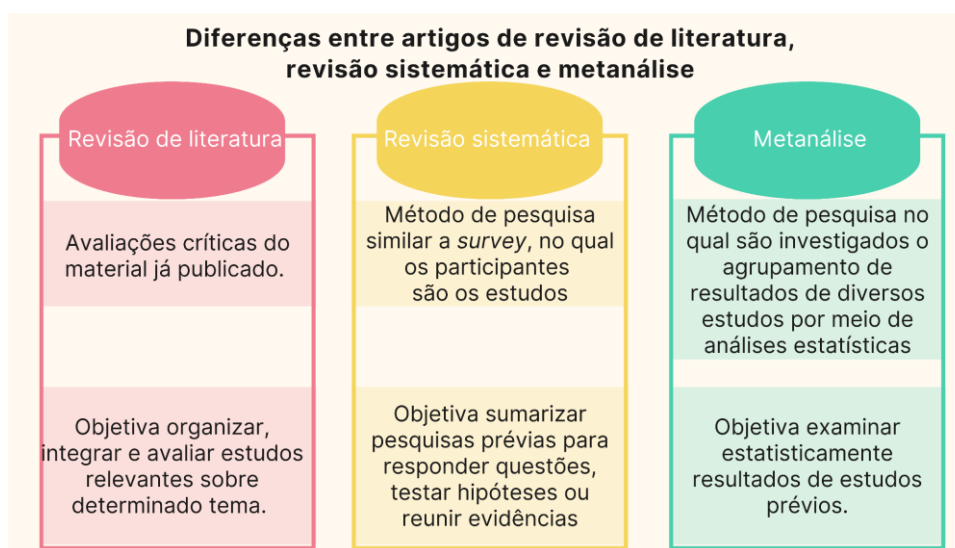 Diferenças entre artigos de revisão de literatura,
revisão sistemática e metanálise
Revisão de literatura
Avaliações críticas do
material já publicado.
Objetiva organizar,
integrar e avaliar estudos
relevantes sobre
determinado tema.
Revisão sistemática
Método de pesquisa
similar a survey, no qual
os participantes
são os estudos
Objetiva sumarizar
pesquisas prévias para
responder questões,
testar hipóteses ou
reunir evidências
Metanálise
Método de pesquisa no
qual são investigados o
agrupamento de
resultados de diversos
estudos por meio de
análises estatísticas
Objetiva examinar
estatisticamente
resultados de estudos
prévios.